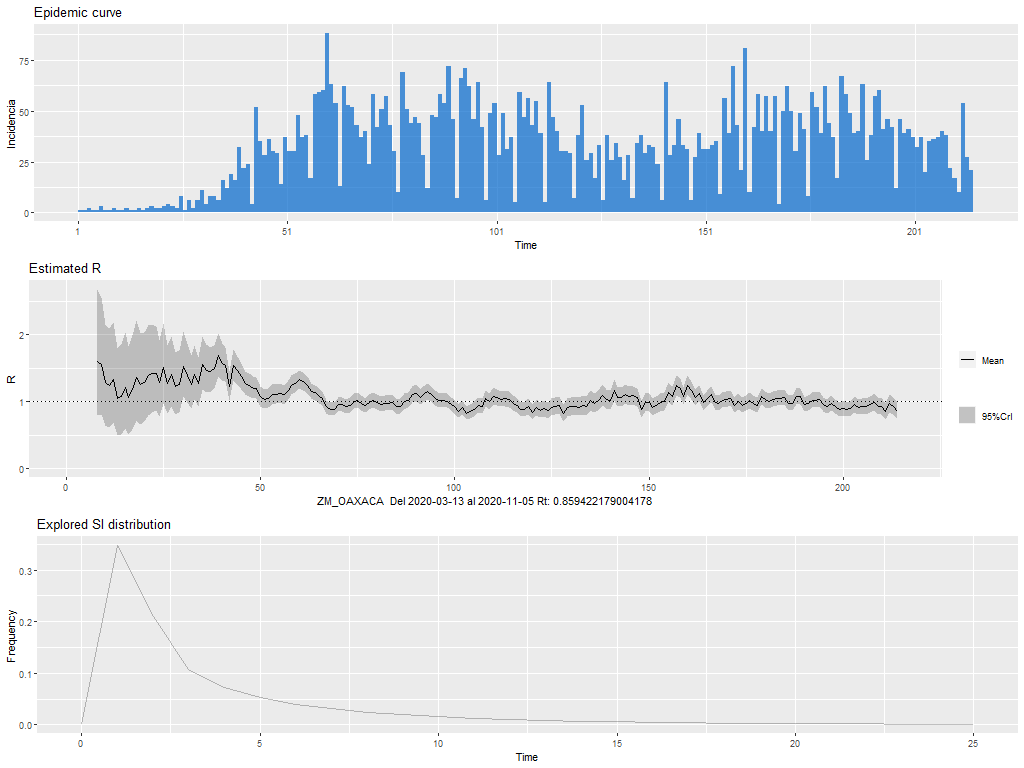 Epidemic curve
75
50
25
0
Incidencia
1
51
101
151
201
Time
Estimated R
2
1
0
R
Mean
95%CrI
0
50
100
150
200
ZM_OAXACA Del 2020-03-13 al 2020-11-05 Rt: 0.859422179004178
Explored SI distribution
0.3
0.2
0.1
0.0
Frequency
0
5
10
15
20
25
Time